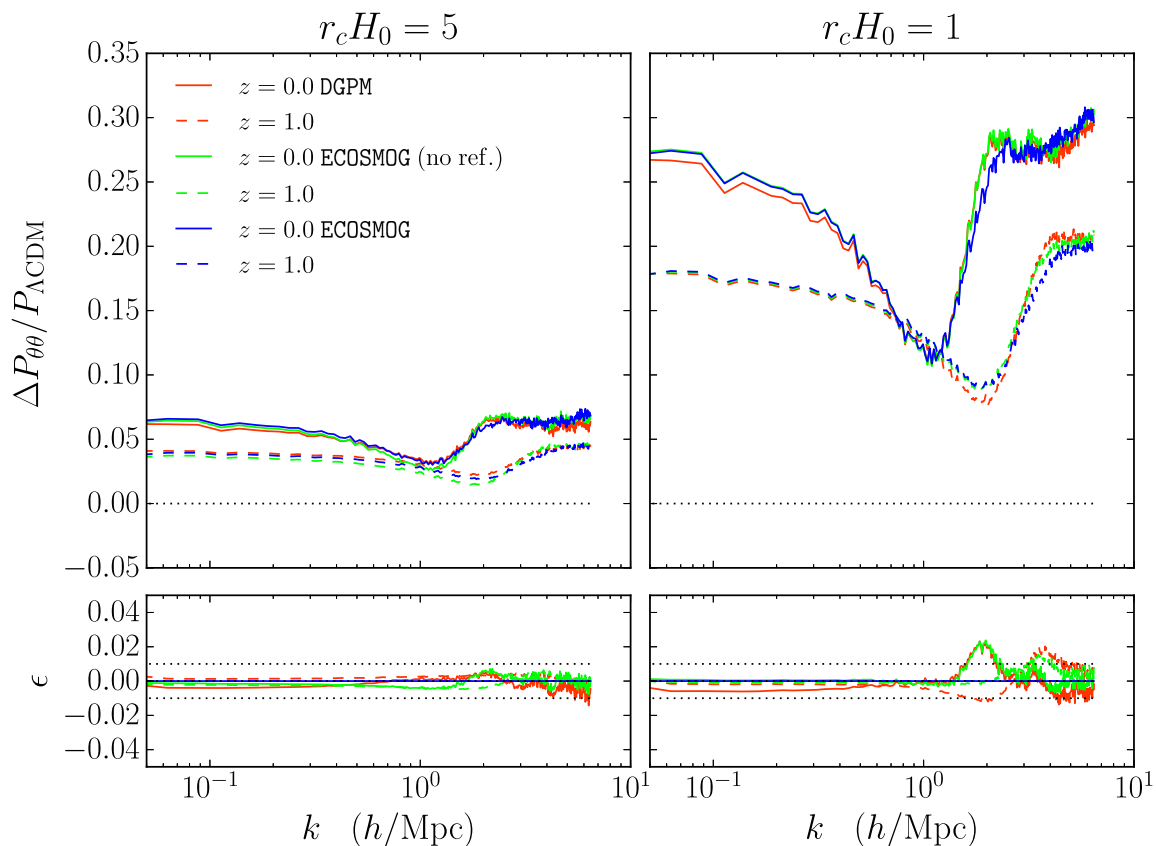 r_cH_0 = 5
r_cH_0 = 1
0.35
0.30
0.25
0.20
0.15
0.10
0.05
0.00
−0.05
ΔP_θθ/P_ΛCDM
z = 0.0 DGPM
z = 1.0
z = 0.0 ECOSMOG (no ref.)
z = 1.0
z = 0.0 ECOSMOG
z = 1.0
0.04
0.02
0.00
−0.02
−0.04
ϵ
10^−1
10^0
10^1
10^−1
10^0
10^1
k (h/Mpc)
k (h/Mpc)